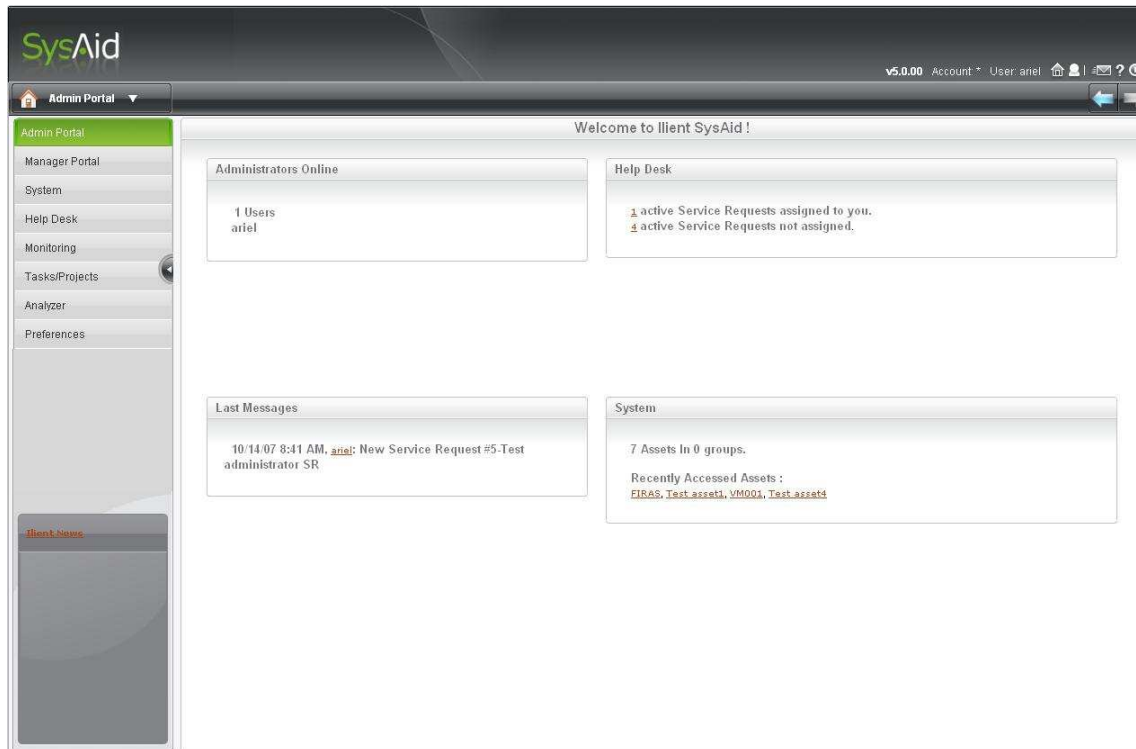 SysAid
v5.0.00 Account * User: ariel
Admin Portal
Admin Portal
Manager Portal
System
Help Desk
Monitoring
Tasks/Projects
Analyzer
Preferences
Ilient News
Welcome to Ilient SysAid !
Administrators Online
1 Users
ariel
Help Desk
1 active Service Requests assigned to you.
4 active Service Requests not assigned.
Last Messages
10/14/07 8:41 AM, ariel: New Service Request #5-Test
administrator SR
System
7 Assets In 0 groups.
Recently Accessed Assets :
FIRAS, Test asset1, VM001, Test asset4